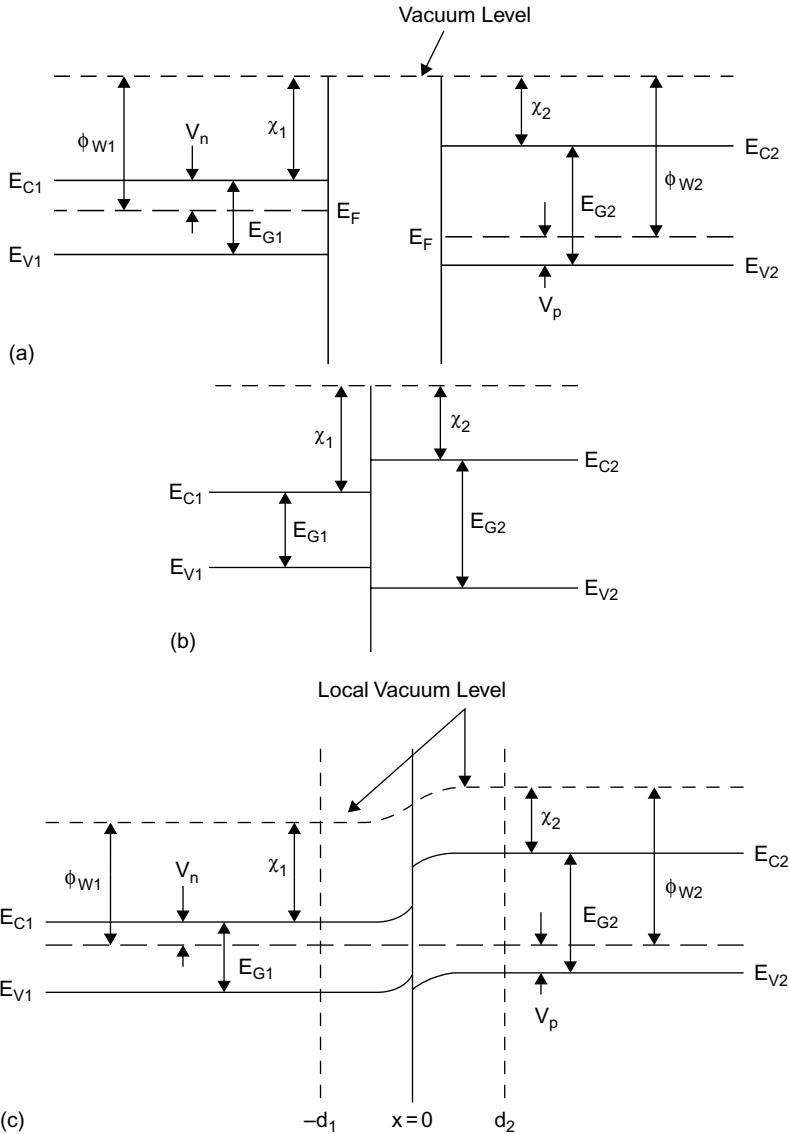 Vacuum Level
ϕW1
Vn
χ1
χ2
EC1
EC2
EG1
EF
EG2
ϕW2
EF
EV1
EV2
Vp
(a)
χ1
χ2
EC2
EC1
EG1
EG2
EV1
EV2
(b)
Local Vacuum Level
χ2
ϕW1
Vn
χ1
EC2
ϕW2
EC1
EG2
EG1
EV1
EV2
Vp
(c)
–d1
x = 0
d2